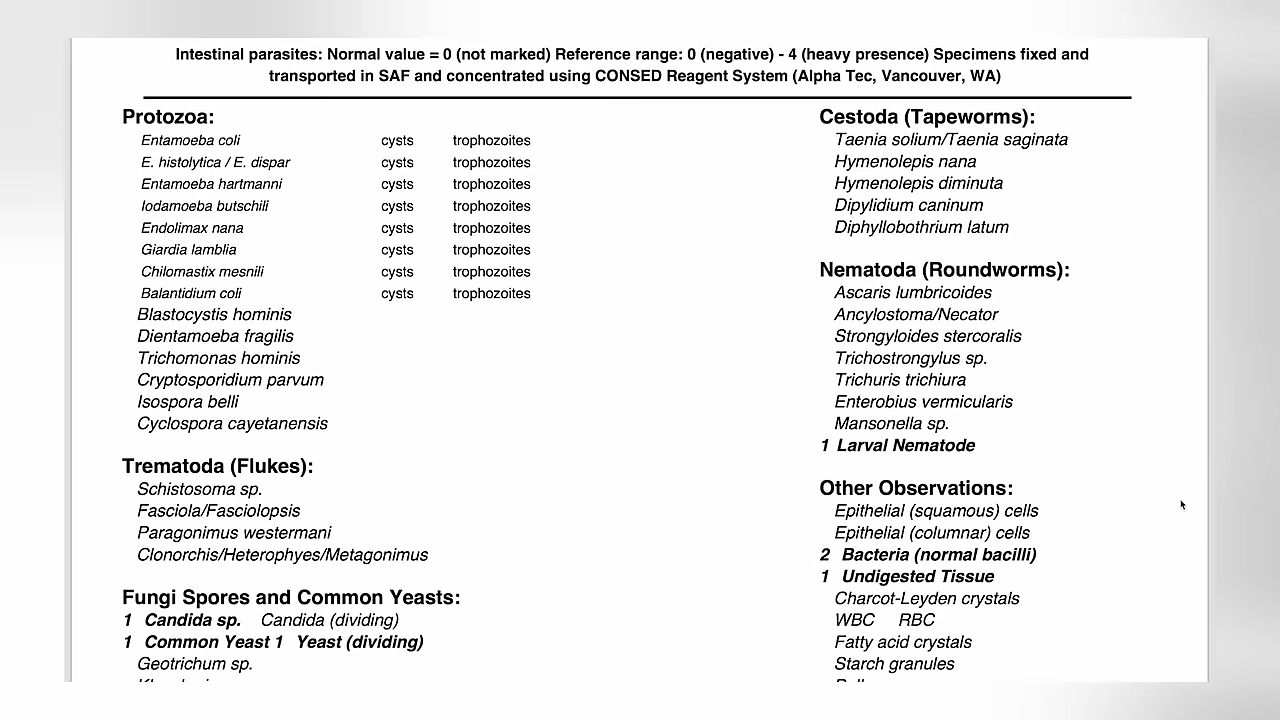 Intestinal parasites: Normal value = 0 (not marked) Reference range: 0 (negative) - 4 (heavy presence) Specimens fixed and
transported in SAF and concentrated using CONSED Reagent System (Alpha Tec, Vancouver, WA)
Protozoa:
Entamoeba coli cysts trophozoites
E. histolytica / E. dispar cysts trophozoites
Entamoeba hartmanni cysts trophozoites
Iodamoeba butschili cysts trophozoites
Endolimax nana cysts trophozoites
Giardia lamblia cysts trophozoites
Chilomastix mesnili cysts trophozoites
Balantidium coli cysts trophozoites
Blastocystis hominis
Dientamoeba fragilis
Trichomonas hominis
Cryptosporidium parvum
Isospora belli
Cyclospora cayetanensis
Trematoda (Flukes):
Schistosoma sp.
Fasciola/Fasciolopsis
Paragonimus westermani
Clonorchis/Heterophyes/Metagonimus
Fungi Spores and Common Yeasts:
1 Candida sp. Candida (dividing)
1 Common Yeast 1 Yeast (dividing)
Geotrichum sp.
Cestoda (Tapeworms):
Taenia solium/Taenia saginata
Hymenolepis nana
Hymenolepis diminuta
Dipylidium caninum
Diphyllobothrium latum
Nematoda (Roundworms):
Ascaris lumbricoides
Ancylostoma/Necator
Strongyloides stercoralis
Trichostrongylus sp.
Trichuris trichiura
Enterobius vermicularis
Mansonella sp.
1 Larval Nematode
Other Observations:
Epithelial (squamous) cells
Epithelial (columnar) cells
2 Bacteria (normal bacilli)
1 Undigested Tissue
Charcot-Leyden crystals
WBC RBC
Fatty acid crystals
Starch granules